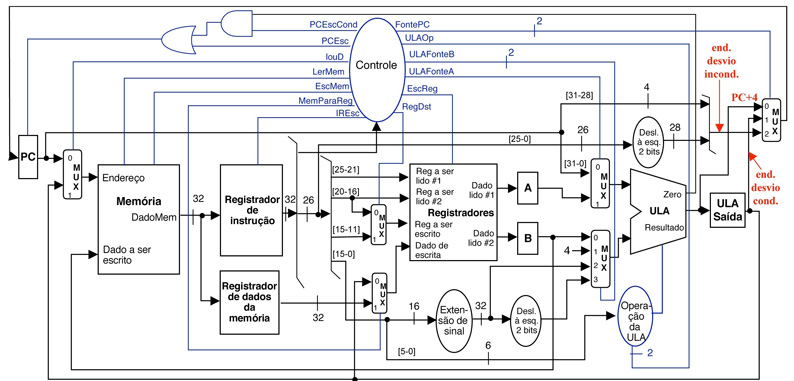 PCEscCond
FontePC
2
PCEsc
ULAOp
IouD
ULAFonteB
2
LerMem
Controle
ULAFonteA
EscMem
EscReg
MemParaReg
RegDst
IREsc
end.
desvio
incond.
[31-28]
4
PC+4
0
1
2
M
U
X
[25-0]
26
Desl.
à esq.
2 bits
28
PC
0
M
U
X
1
Endereço
Memória
DadoMem
Dado a ser
escrito
32
Registrador
de
instrução
32
26
[25-21]
[20-16]
[15-11]
[15-0]
0
M
U
X
1
Reg a ser
lido #1
Reg a ser
lido #2
Registradores
Reg a ser
escrito
Dado de
escrita
Dado
lido #1
Dado
lido #2
A
B
[31-0]
0
M
U
X
1
4
0
1
2
3
M
U
X
Zero
ULA
Resultado
ULA
Saída
end.
desvio
cond.
Registrador
de dados da
memória
32
0
M
U
X
1
16
Extensão
de
sinal
32
Desl.
à esq.
2 bits
Opera-
ção da
ULA
[5-0]
6
2